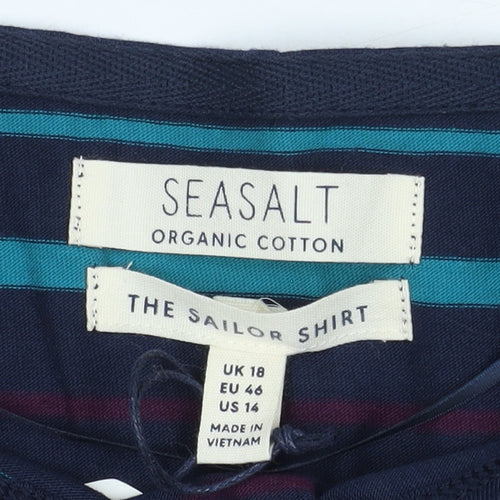 SEASALT
ORGANIC COTTON
THE SAILOR SHIRT
UK 18
EU 46
US 14
MADE IN
VIETNAM